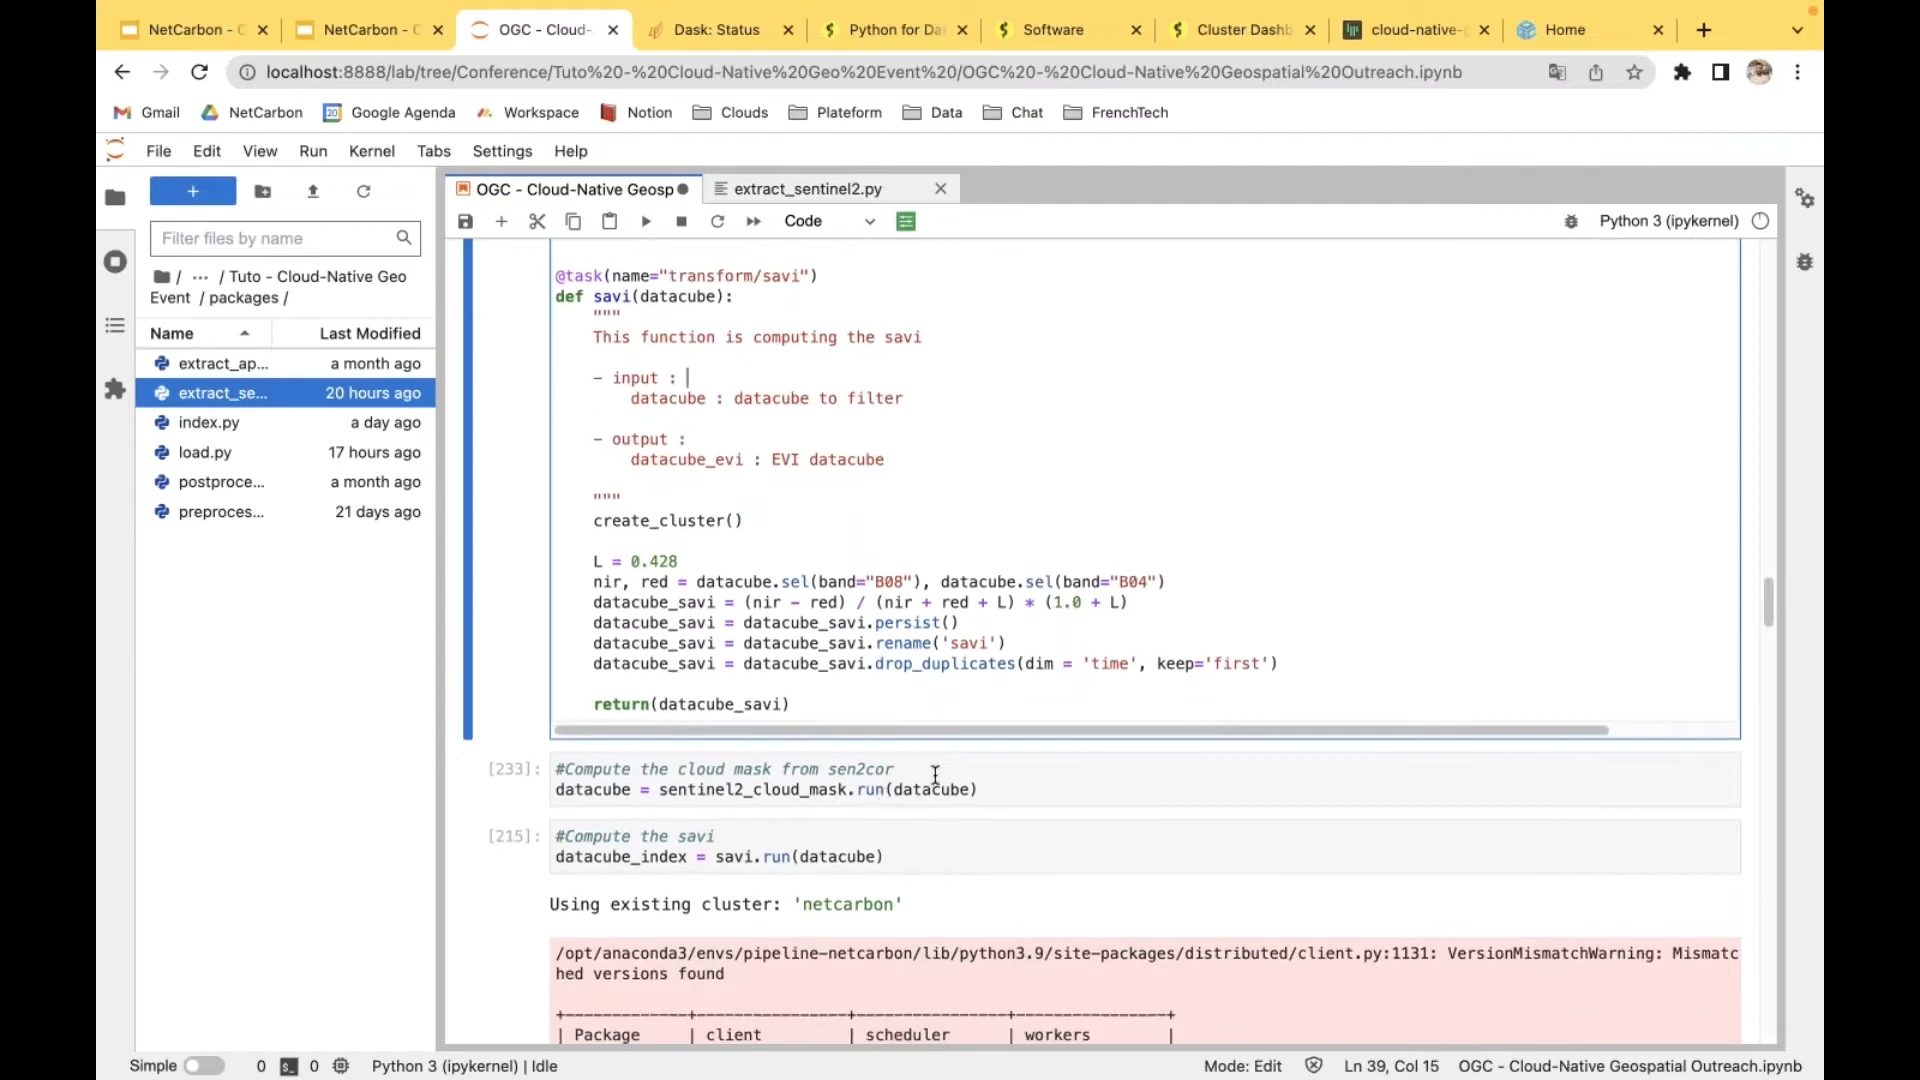 NetCarbon - C
NetCarbon - C
OGC - Cloud-
Dask: Status
Python for Dat
Software
Cluster Dashb
cloud-native-
Home
localhost:8888/lab/tree/Conference/Tuto%20-%20Cloud-Native%20Geo%20Event%20/OGC%20-%20Cloud-Native%20Geospatial%20Outreach.ipynb
Gmail
NetCarbon
20
Google Agenda
Workspace
Notion
Clouds
Plateform
Data
Chat
FrenchTech
File
Edit
View
Run
Kernel
Tabs
Settings
Help
OGC - Cloud-Native Geosp
extract_sentinel2.py
Code
Python 3 (ipykernel)
Filter files by name
/ ··· / Tuto - Cloud-Native Geo
Event / packages /
Name Last Modified
extract_ap... a month ago
extract_se... 20 hours ago
index.py a day ago
load.py 17 hours ago
postproce... a month ago
preproces... 21 days ago
@task(name="transform/savi")
def savi(datacube):
"""
This function is computing the savi
- input :
datacube : datacube to filter
- output :
datacube_evi : EVI datacube
"""
create_cluster()
L = 0.428
nir, red = datacube.sel(band="B08"), datacube.sel(band="B04")
datacube_savi = (nir - red) / (nir + red + L) * (1.0 + L)
datacube_savi = datacube_savi.persist()
datacube_savi = datacube_savi.rename('savi')
datacube_savi = datacube_savi.drop_duplicates(dim = 'time', keep='first')
return(datacube_savi)
[233]: #Compute the cloud mask from sen2cor
datacube = sentinel2_cloud_mask.run(datacube)
[215]: #Compute the savi
datacube_index = savi.run(datacube)
Using existing cluster: 'netcarbon'
/opt/anaconda3/envs/pipeline-netcarbon/lib/python3.9/site-packages/distributed/client.py:1131: VersionMismatchWarning: Mismatc
hed versions found
+-------------+----------------+----------------+----------------+
| Package | client | scheduler | workers |
Simple
0
0
Python 3 (ipykernel) | Idle
Mode: Edit
Ln 39, Col 15
OGC - Cloud-Native Geospatial Outreach.ipynb